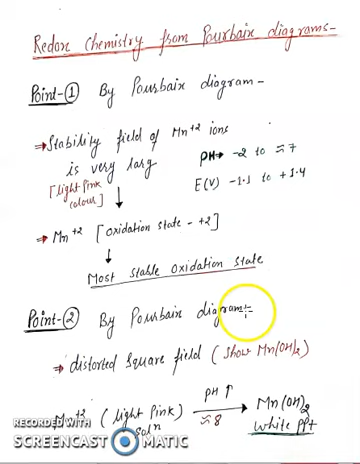 Redox Chemistry from Pourbaix diagrams-
Point-① By Pourbaix diagram-
⇒ Stability field of Mn+2 ions
is very larg
PH→ -2 to ≈ 7
[light Pink
colour]
E(V) -1.1 to +1.4
⇒ Mn+2 [oxidation state - +2]
Most stable oxidation state
Point-② By Pourbaix diagram-
⇒ distorted square field (show Mn(OH)2)
Mn+2 (light pink) PH↑ Mn(OH)2
Soln ≈ 8 white PPt
RECORDED WITH
SCREENCAST MATIC